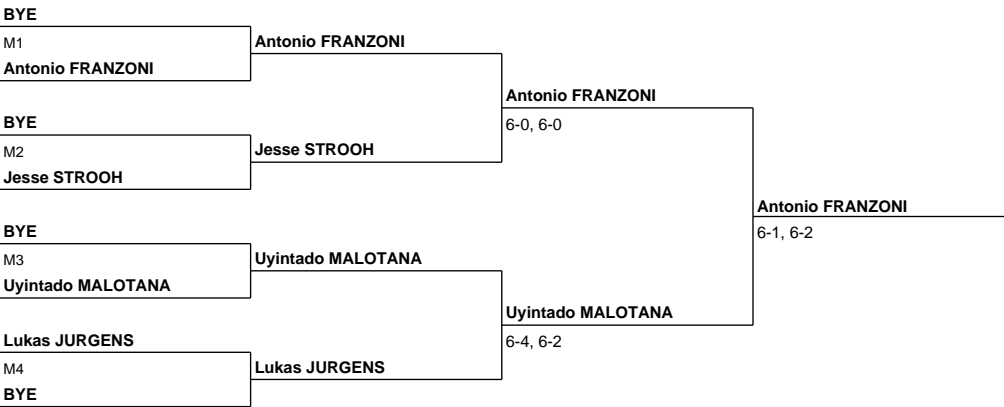 BYE
M1
Antonio FRANZONI
BYE
M2
Jesse STROOH
BYE
M3
Uyintado MALOTANA
Lukas JURGENS
M4
BYE
Antonio FRANZONI
Jesse STROOH
Uyintado MALOTANA
Lukas JURGENS
Antonio FRANZONI
6-0, 6-0
Uyintado MALOTANA
6-4, 6-2
Antonio FRANZONI
6-1, 6-2